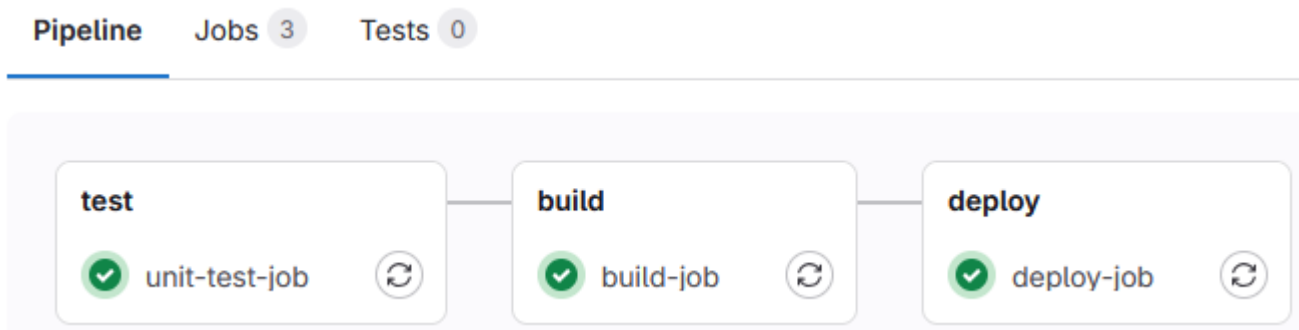 Pipeline Jobs 3 Tests 0
test build deploy
unit-test-job build-job deploy-job